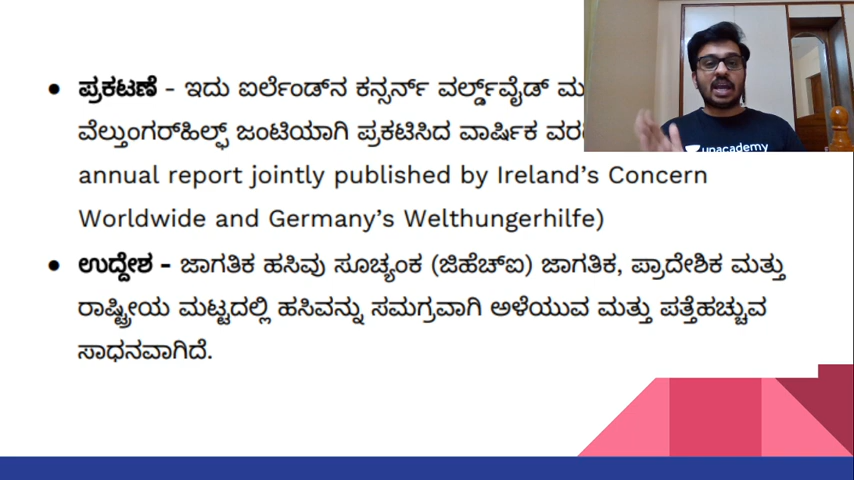 ● ಪ್ರಕಟಣೆ - ಇದು ಐರ್ಲೆಂಡ್‌ನ ಕನ್ಸರ್ನ್ ವರ್ಲ್ಡ್‌ವೈಡ್
ವೆಲ್ತುಂಗರ್‌ಹಿಲ್ಫ್ ಜಂಟಿಯಾಗಿ ಪ್ರಕಟಿಸಿದ ವಾರ್ಷಿಕ
annual report jointly published by Ireland’s Concern
Worldwide and Germany’s Welthungerhilfe)
● ಉದ್ದೇಶ - ಜಾಗತಿಕ ಹಸಿವು ಸೂಚ್ಯಂಕ (ಜಿಹೆಚ್ಐ) ಜಾಗತಿಕ, ಪ್ರಾದೇಶಿಕ ಮತ್ತು
ರಾಷ್ಟ್ರೀಯ ಮಟ್ಟದಲ್ಲಿ ಹಸಿವನ್ನು ಸಮಗ್ರವಾಗಿ ಅಳೆಯುವ ಮತ್ತು ಪತ್ತೆಹಚ್ಚುವ
ಸಾಧನವಾಗಿದೆ.
unacademy